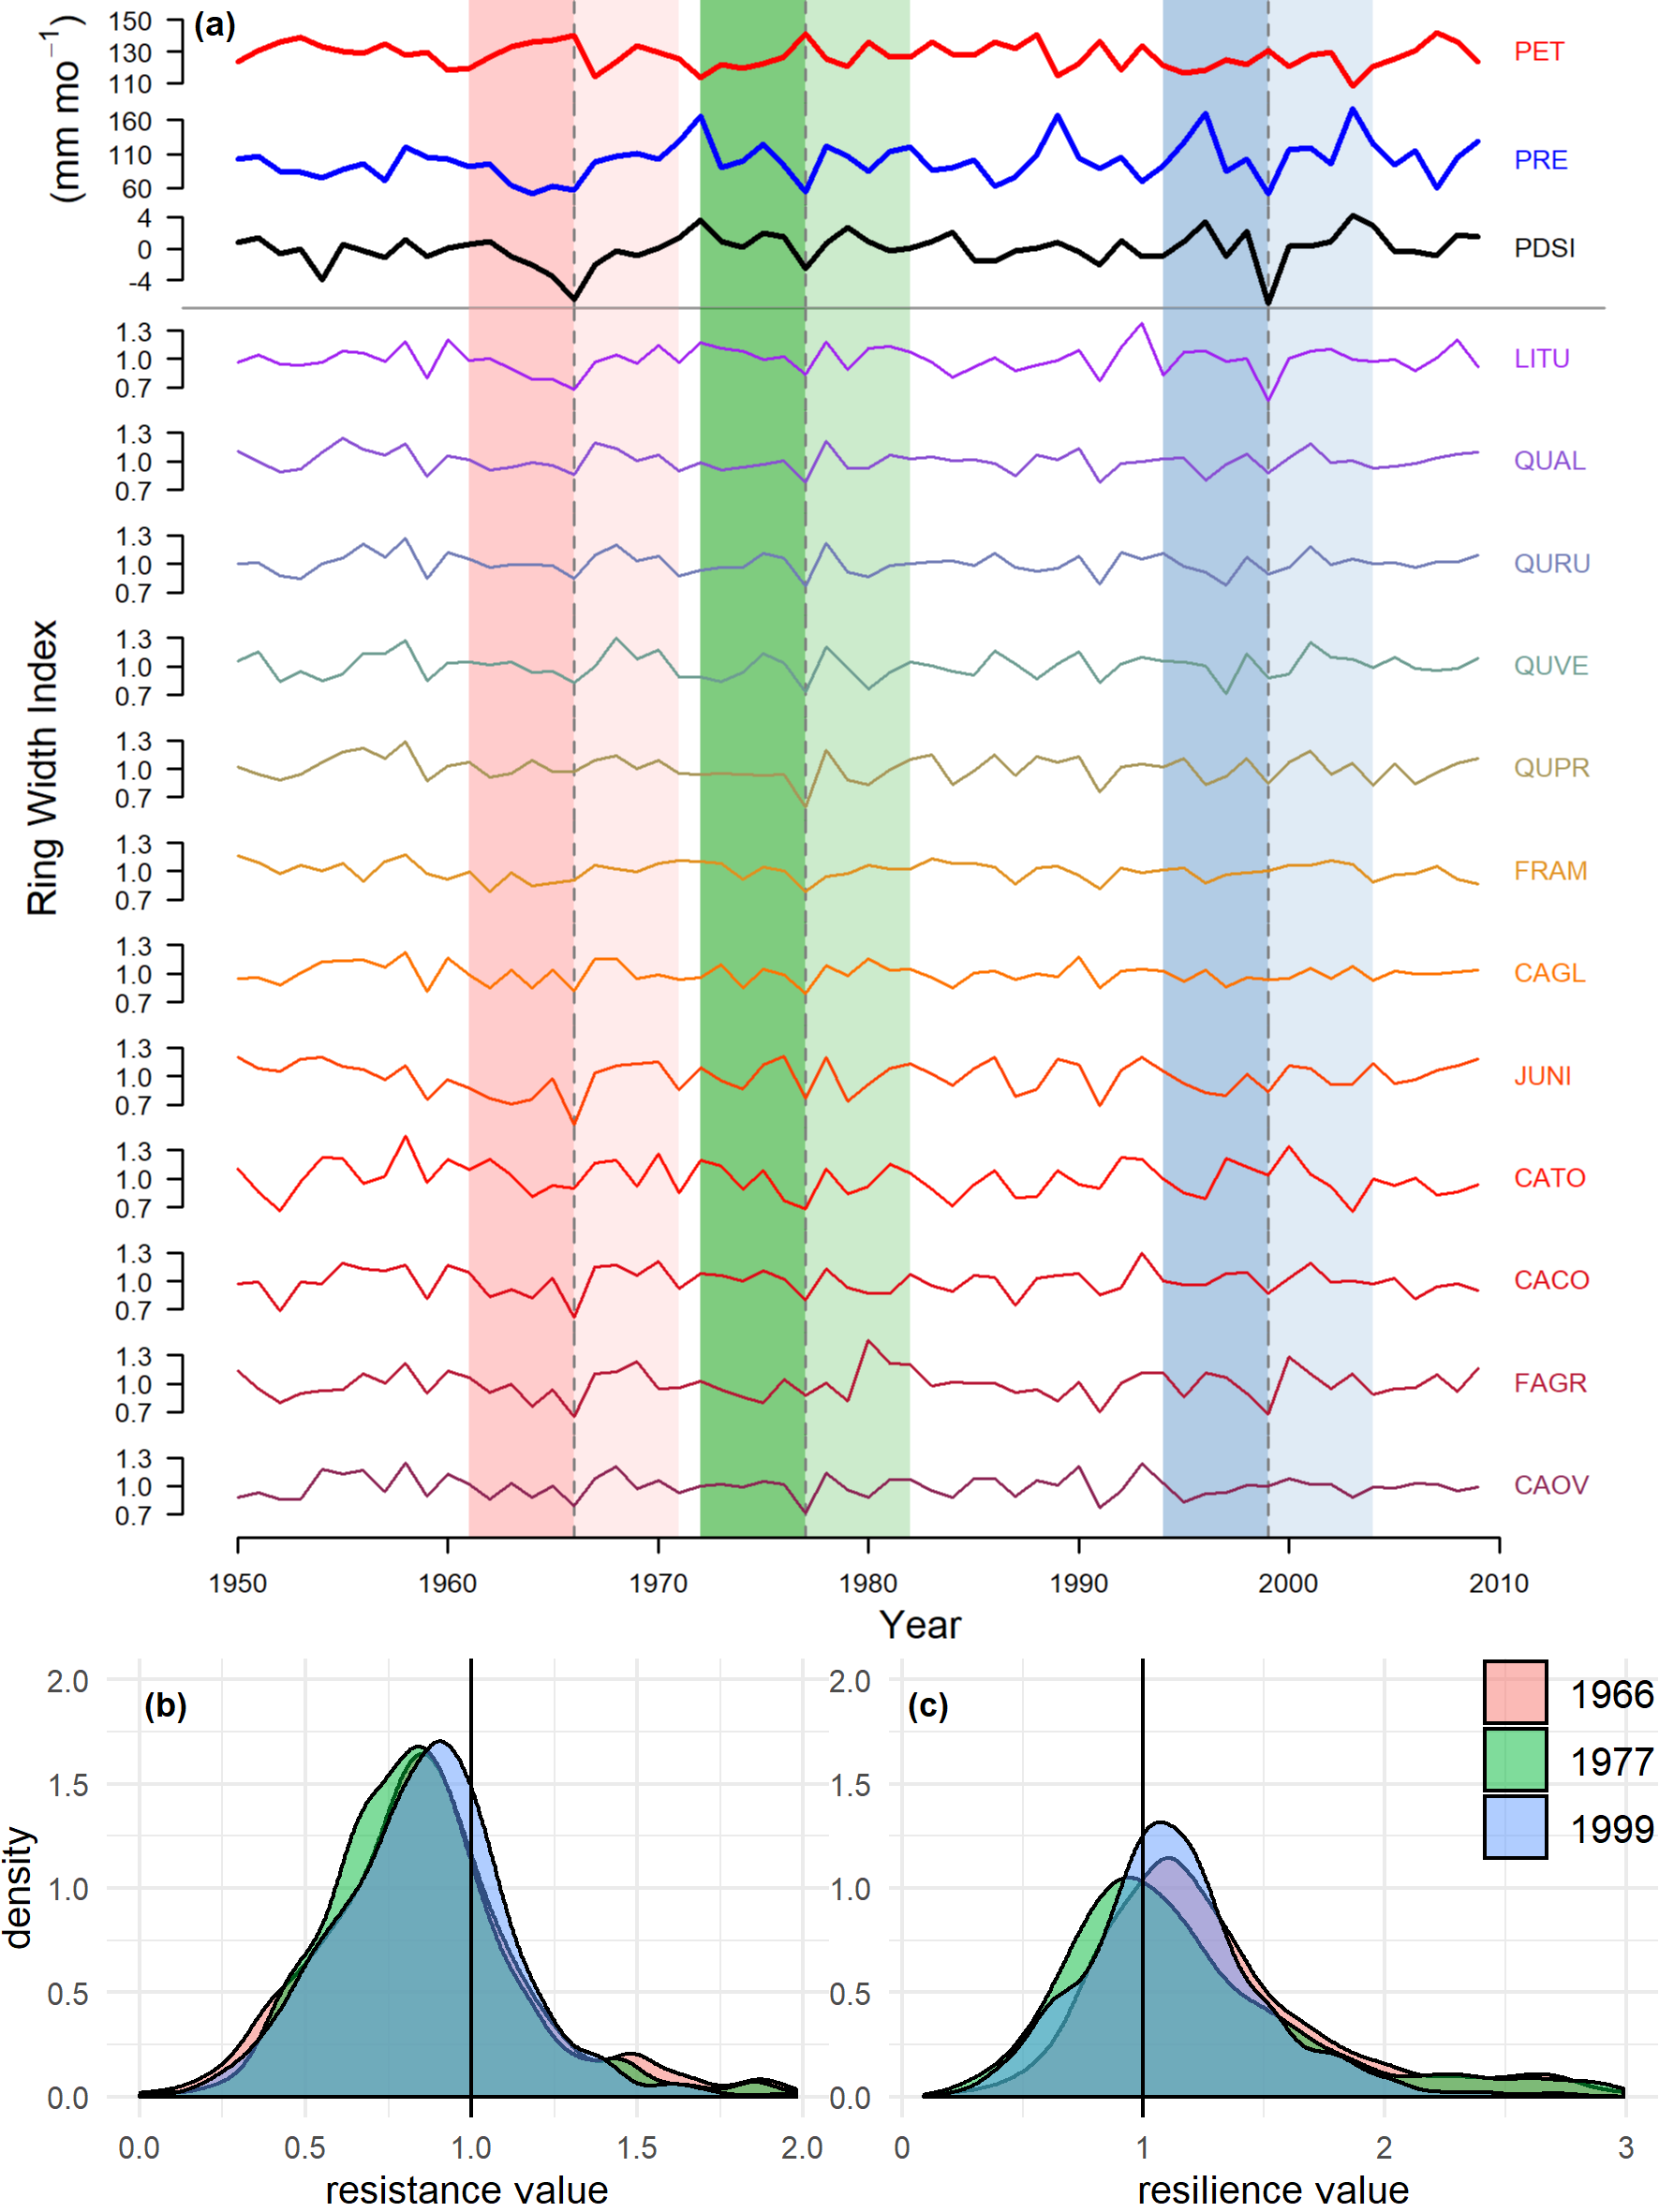 (a)
(mm mo⁻¹)
150
130
110
PET
160
110
60
PRE
4
0
-4
PDSI
Ring Width Index
1.3
1.0
0.7
LITU
1.3
1.0
0.7
QUAL
1.3
1.0
0.7
QURU
1.3
1.0
0.7
QUVE
1.3
1.0
0.7
QUPR
1.3
1.0
0.7
FRAM
1.3
1.0
0.7
CAGL
1.3
1.0
0.7
JUNI
1.3
1.0
0.7
CATO
1.3
1.0
0.7
CACO
1.3
1.0
0.7
FAGR
1.3
1.0
0.7
CAOV
1950 1960 1970 1980 1990 2000 2010
Year
(b)
density
2.0
1.5
1.0
0.5
0.0
0.0 0.5 1.0 1.5 2.0
resistance value
(c)
2.0
1.5
1.0
0.5
0.0
0 1 2 3
resilience value
1966
1977
1999